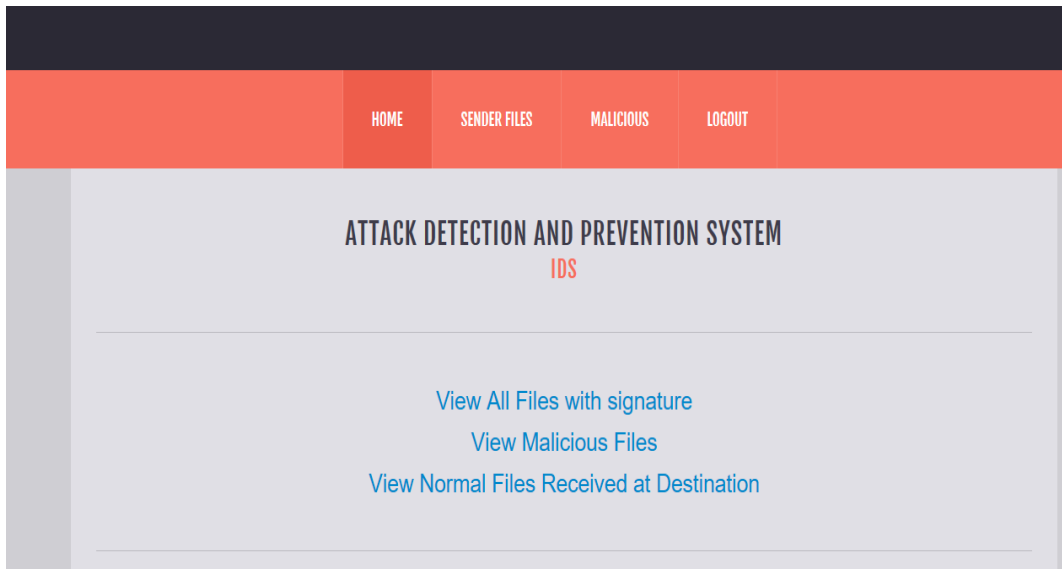 HOME SENDER FILES MALICIOUS LOGOUT
ATTACK DETECTION AND PREVENTION SYSTEM
IDS
View All Files with signature
View Malicious Files
View Normal Files Received at Destination